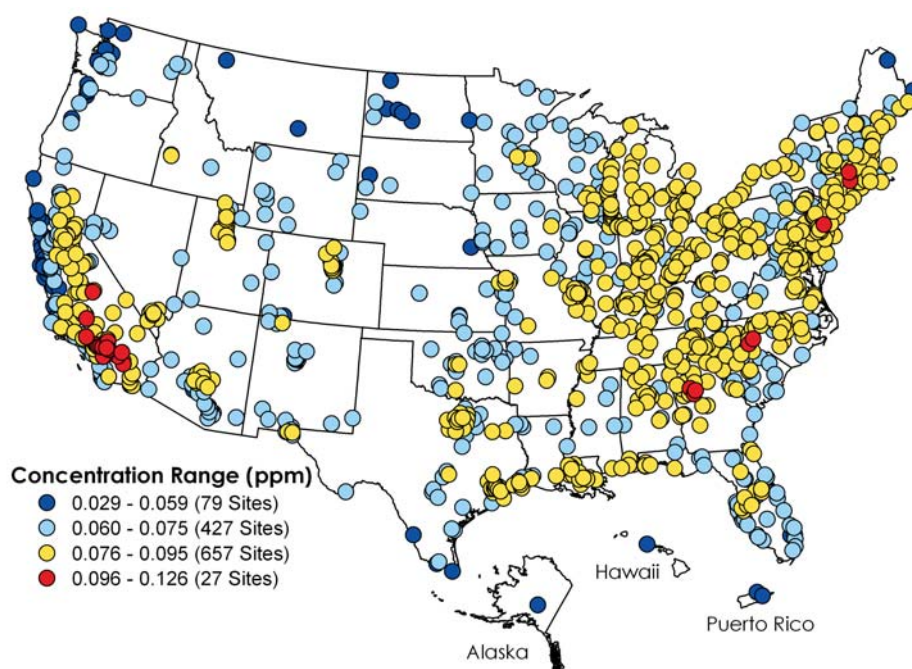 Concentration Range (ppm)
0.029 - 0.059 (79 Sites)
0.060 - 0.075 (427 Sites)
0.076 - 0.095 (657 Sites)
0.096 - 0.126 (27 Sites)
Alaska
Hawaii
Puerto Rico